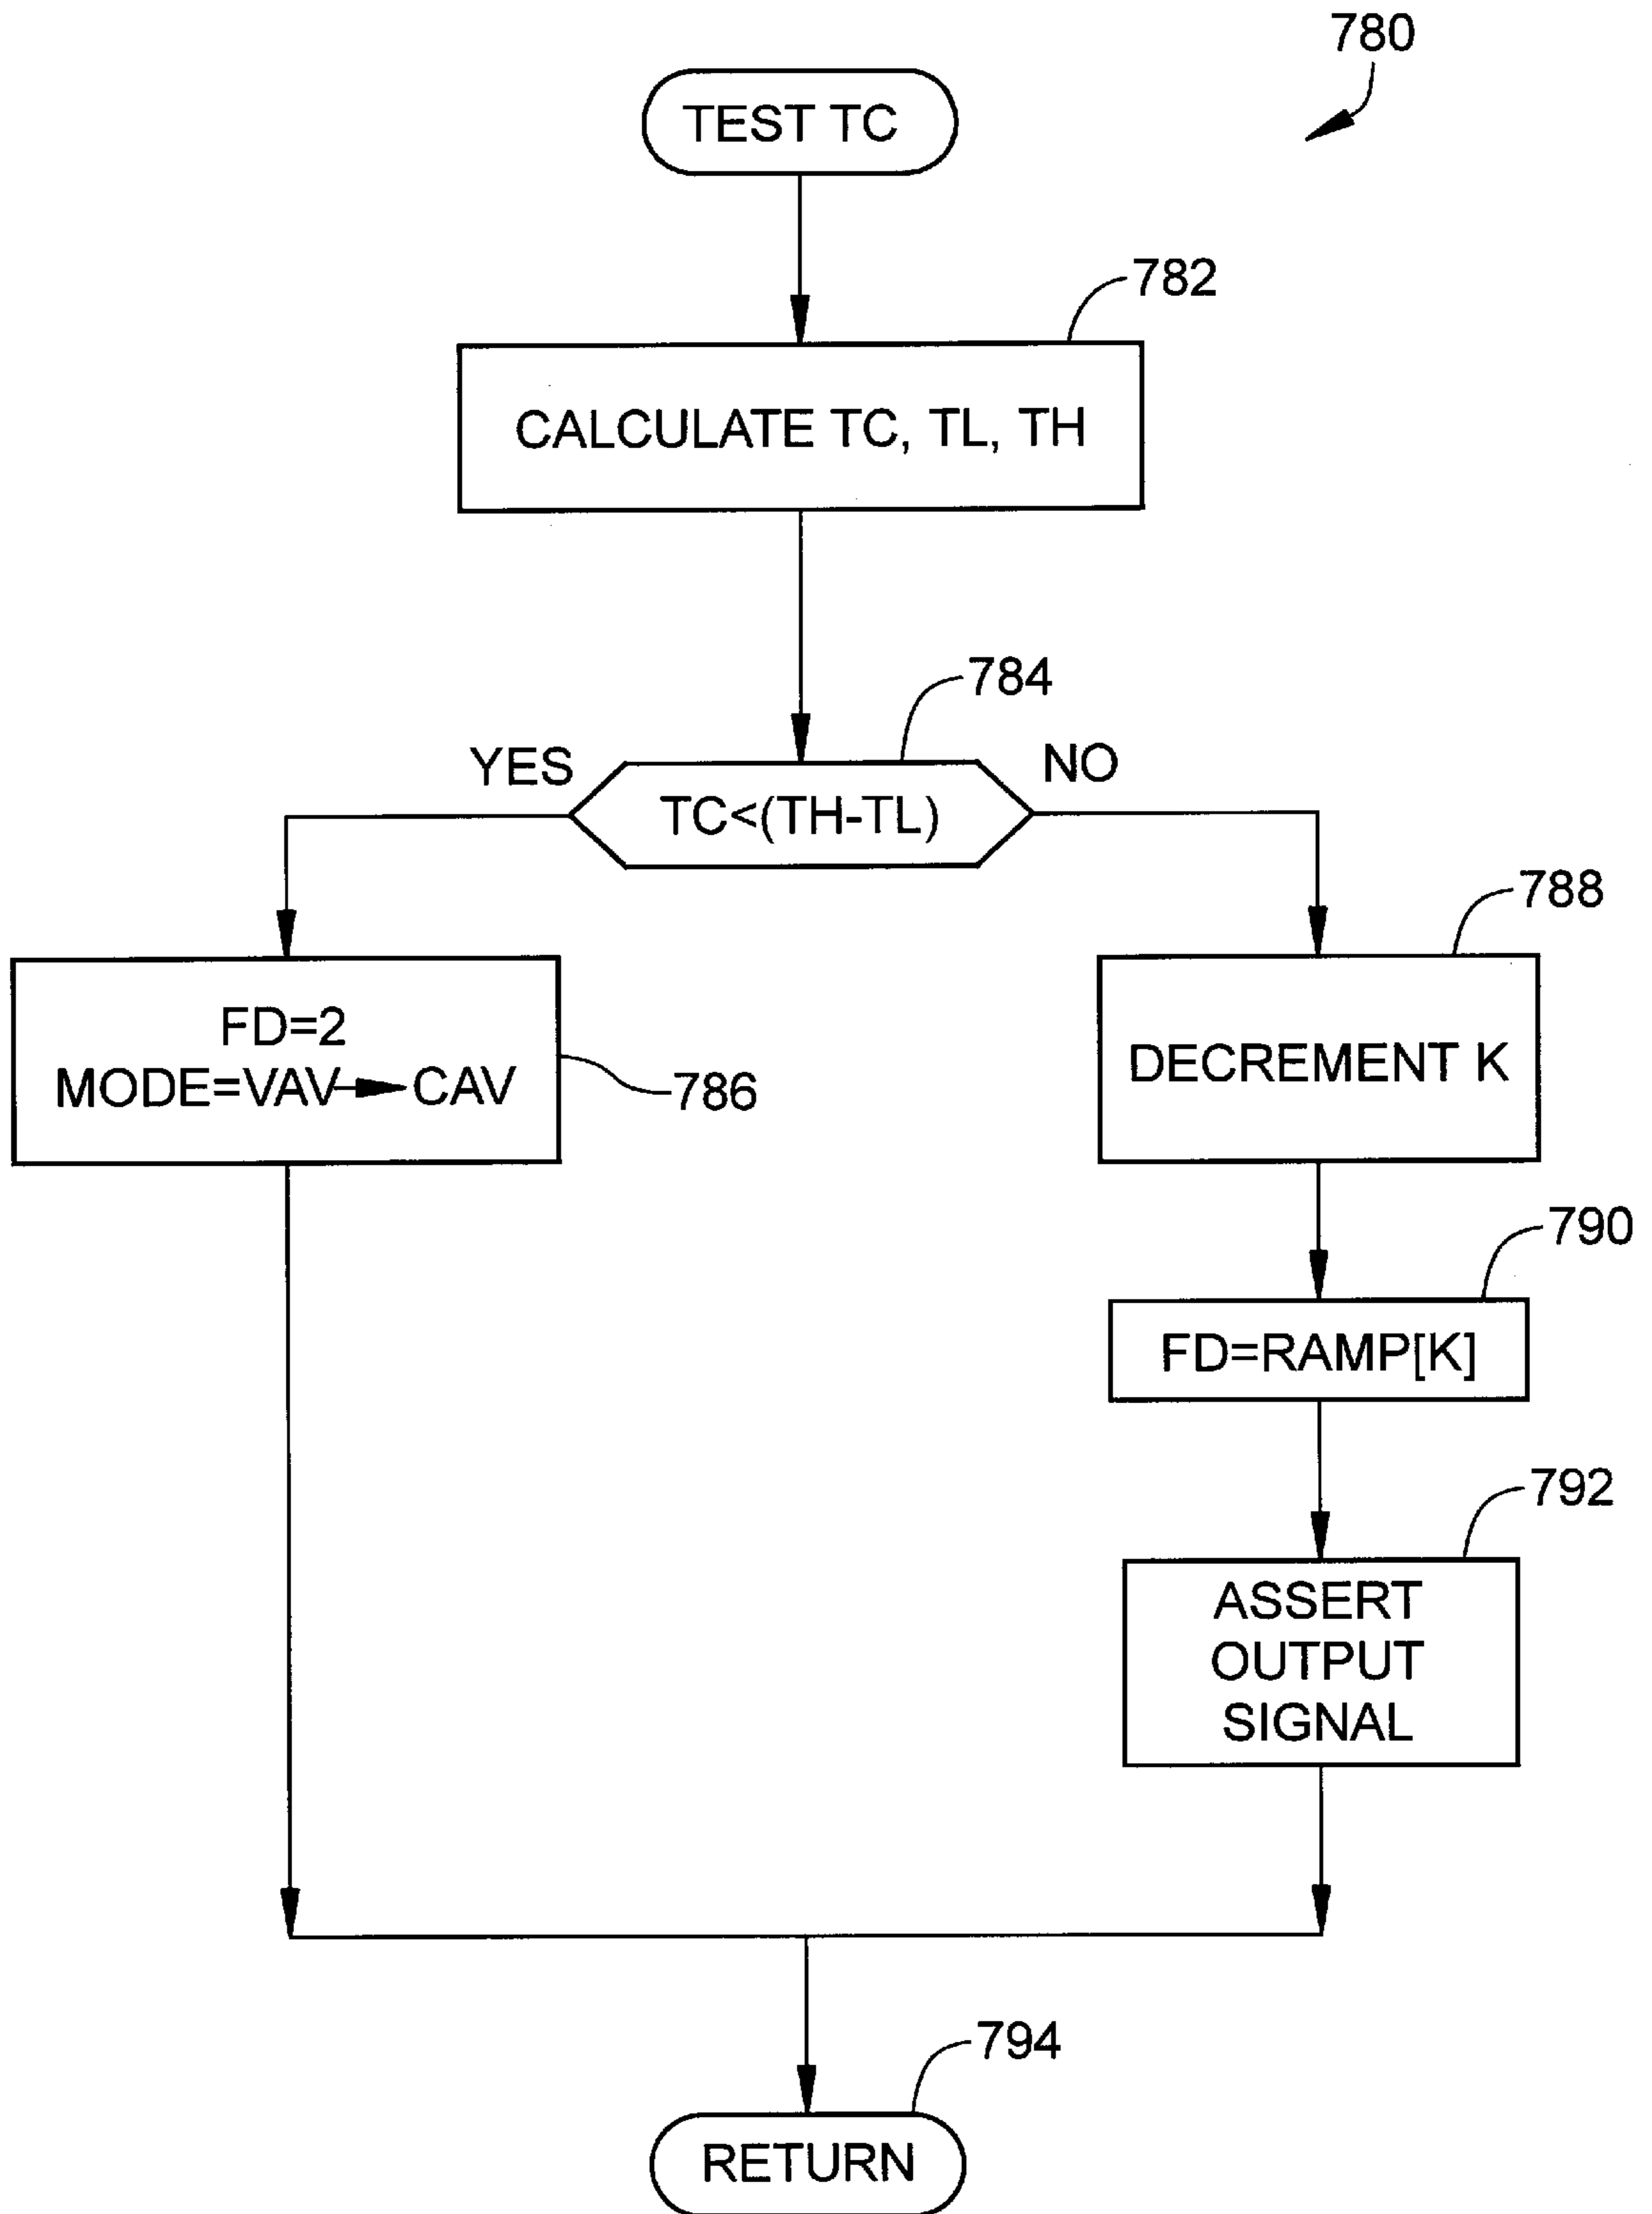 780
TEST TC
782
CALCULATE TC, TL, TH
784
YES
NO
TC<(TH-TL)
788
FD=2
MODE=VAV→CAV
786
DECREMENT K
790
FD=RAMP[K]
792
ASSERT
OUTPUT
SIGNAL
794
RETURN